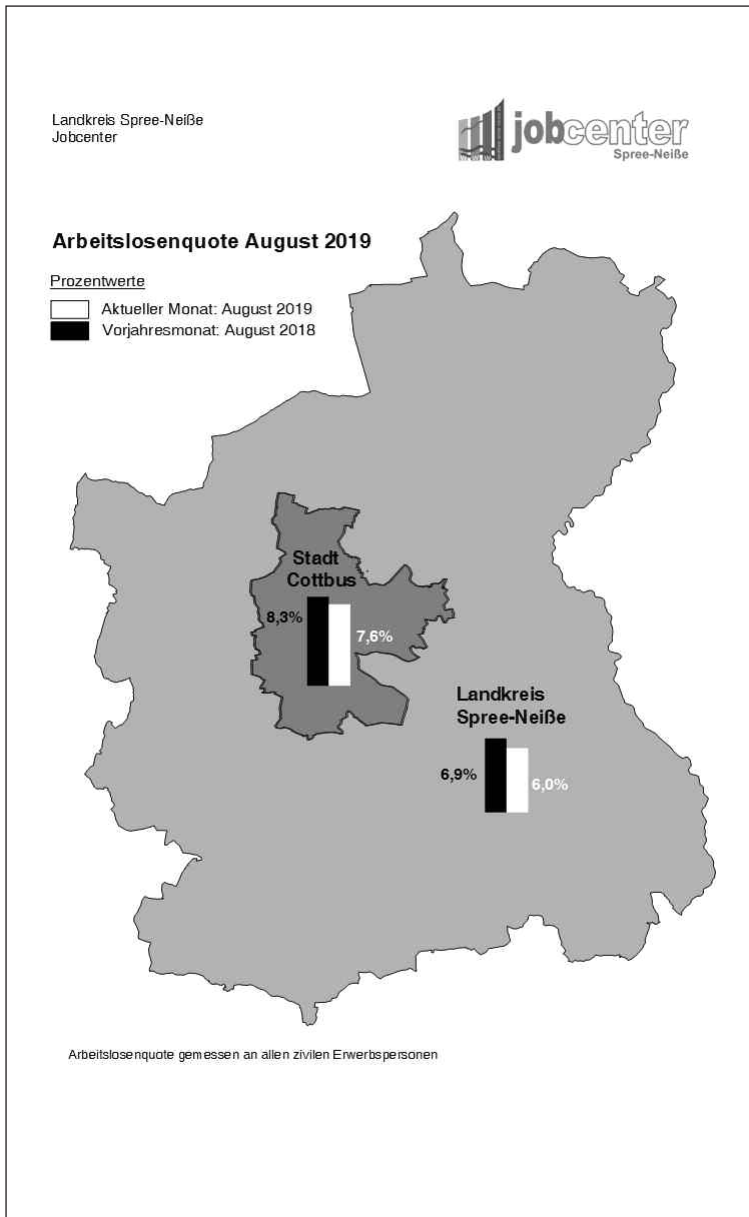 Landkreis Spree-Neiße
Jobcenter
jobcenter
Spree-Neiße
Arbeitslosenquote August 2019
Prozentwerte
Aktueller Monat: August 2019
Vorjahresmonat: August 2018
Stadt
Cottbus
8,3%
7,6%
Landkreis
Spree-Neiße
6,9%
6,0%
Arbeitslosenquote gemessen an allen zivilen Erwerbspersonen